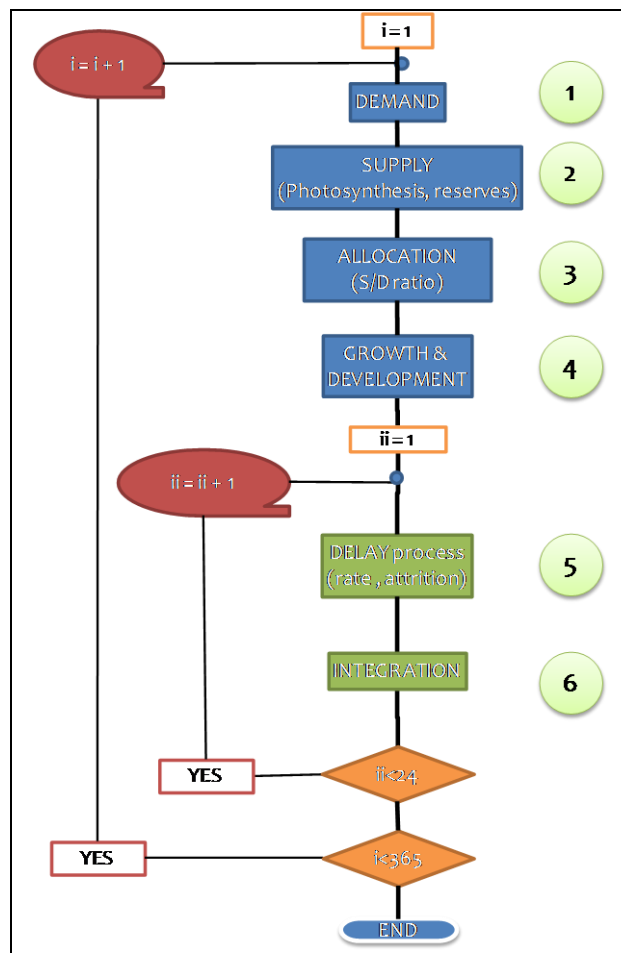 i=1
i = i + 1
DEMAND
1
SUPPLY
(Photosynthesis, reserves)
2
ALLOCATION
(S/D ratio)
3
GROWTH &
DEVELOPMENT
4
ii=1
ii = ii + 1
DELAY process
(rate , attrition)
5
INTEGRATION
6
ii<24
YES
i<365
YES
END